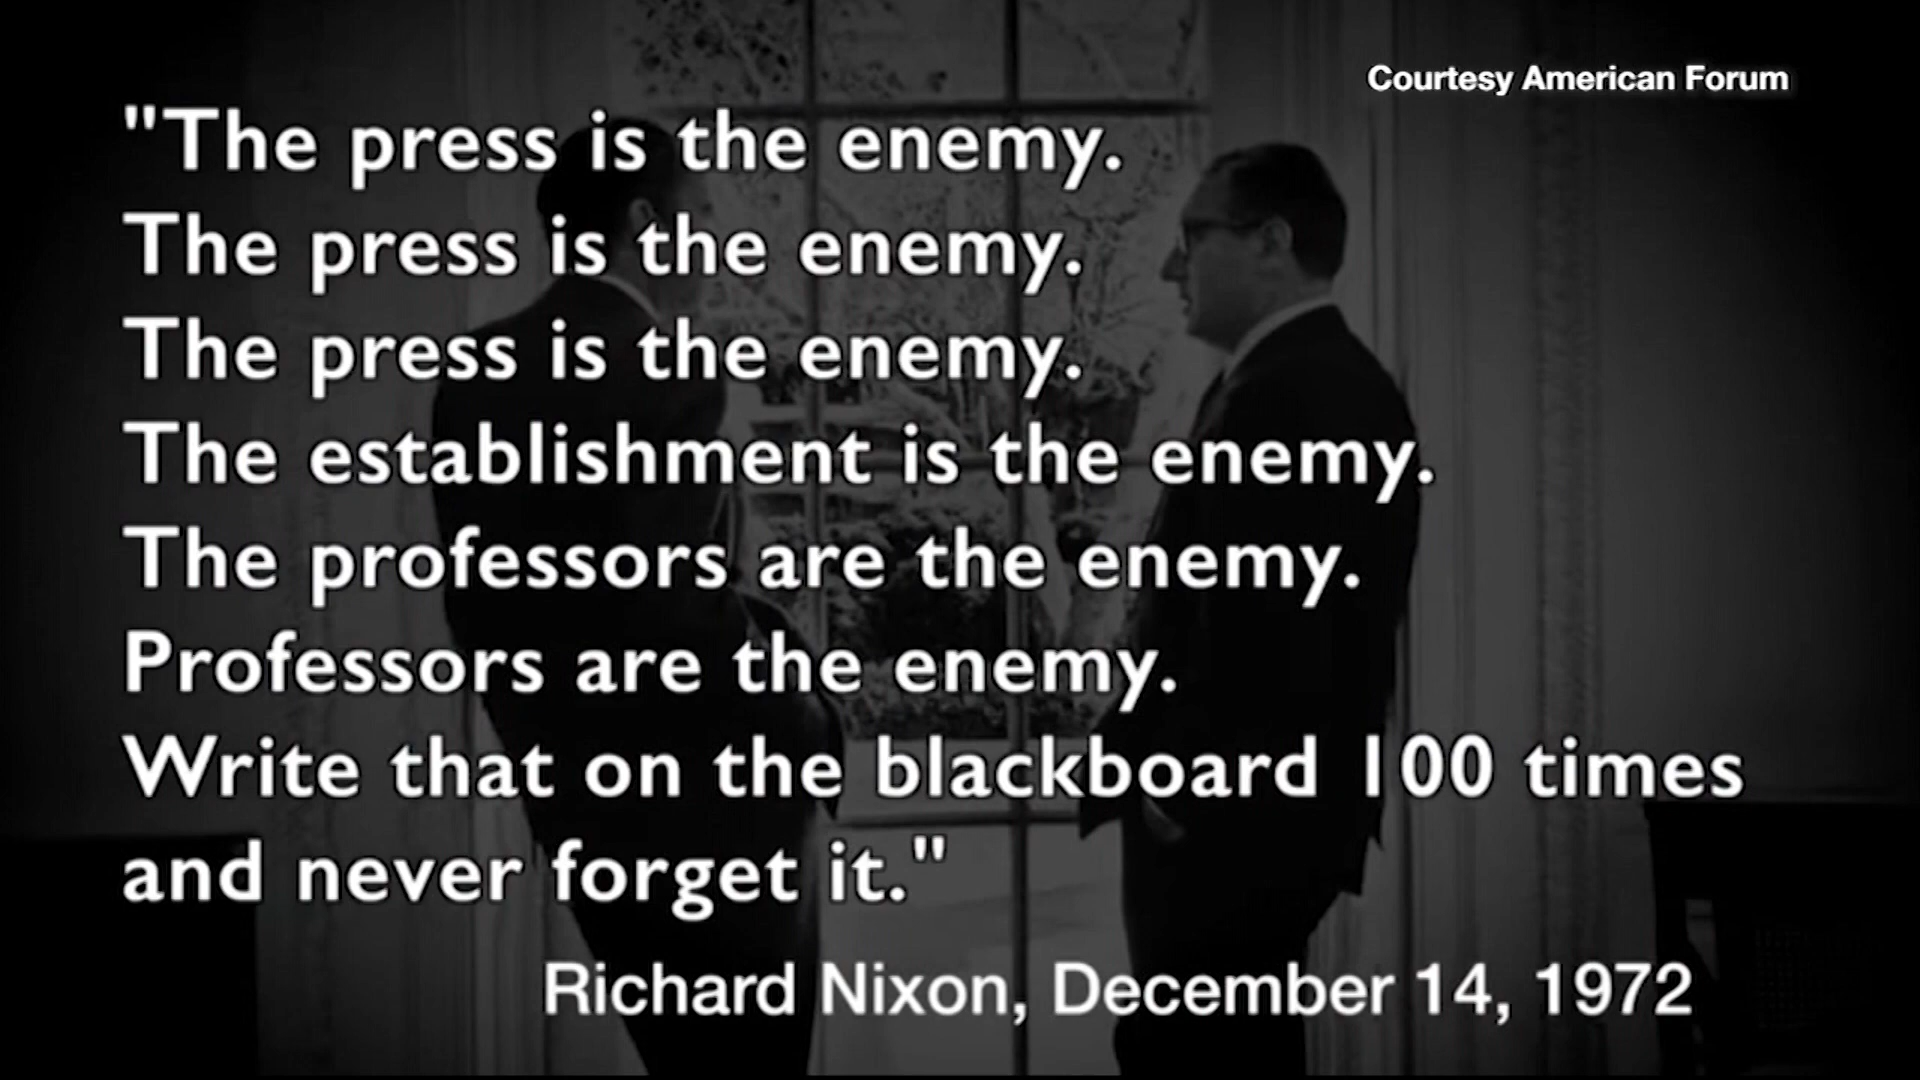 Courtesy American Forum
"The press is the enemy.
The press is the enemy.
The press is the enemy.
The establishment is the enemy.
The professors are the enemy.
Professors are the enemy.
Write that on the blackboard 100 times
and never forget it."
Richard Nixon, December 14, 1972